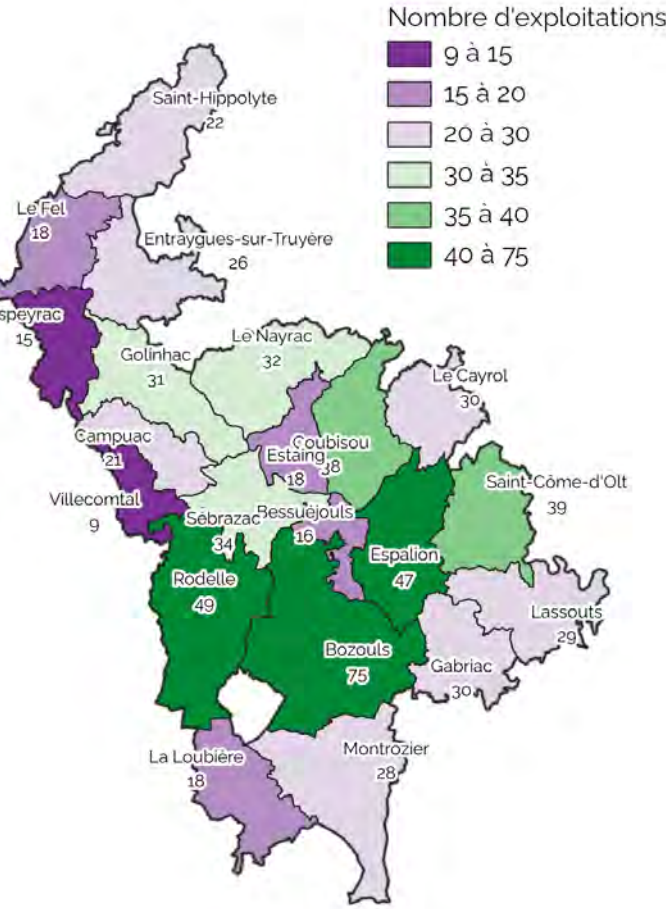 Nombre d'exploitations
9 à 15
15 à 20
20 à 30
30 à 35
35 à 40
40 à 75
Saint-Hippolyte
22
Le Fel
18
Entraygues-sur-Truyère
26
speyrac
15
Golinhac
31
Le Nayrac
32
Le Cayrol
30
Campuac
21
Coubisou
38
Estaing
18
Saint-Côme-d'Olt
39
Villecomtal
9
Sébrazac
34
Bessuéjouls
16
Espalion
47
Rodelle
49
Lassouts
29
Bozouls
75
Gabriac
30
La Loubière
18
Montrozier
28